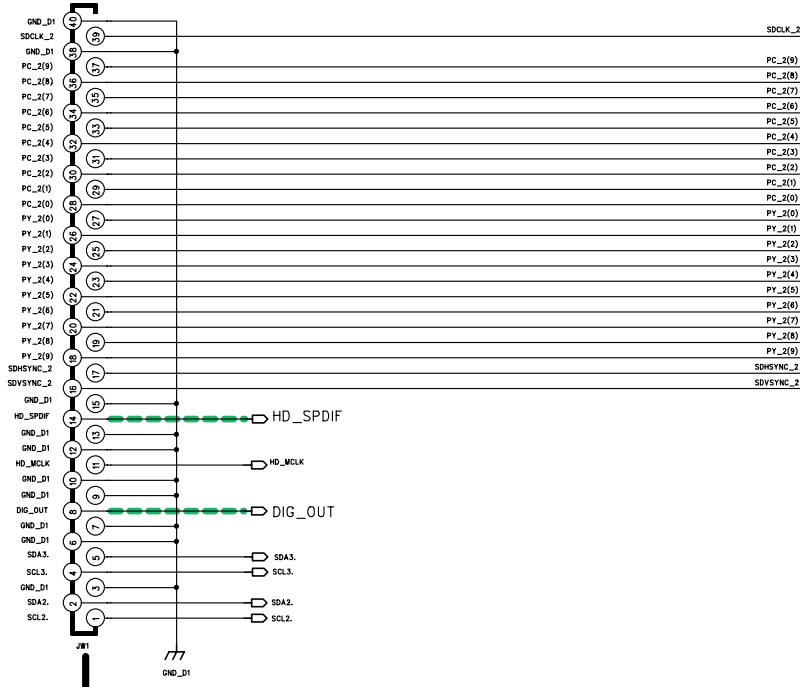 GND_D1 40
SDCLK_2 39 SDCLK_2
GND_D1 38
PC_2(9) 37 PC_2(9)
PC_2(8) 36 PC_2(8)
PC_2(7) 35 PC_2(7)
PC_2(6) 34 PC_2(6)
PC_2(5) 33 PC_2(5)
PC_2(4) 32 PC_2(4)
PC_2(3) 31 PC_2(3)
PC_2(2) 30 PC_2(2)
PC_2(1) 29 PC_2(1)
PC_2(0) 28 PC_2(0)
PY_2(0) 27 PY_2(0)
PY_2(1) 26 PY_2(1)
PY_2(2) 25 PY_2(2)
PY_2(3) 24 PY_2(3)
PY_2(4) 23 PY_2(4)
PY_2(5) 22 PY_2(5)
PY_2(6) 21 PY_2(6)
PY_2(7) 20 PY_2(7)
PY_2(8) 19 PY_2(8)
PY_2(9) 18 PY_2(9)
SDHSYNC_2 17 SDHSYNC_2
SDVSYNC_2 16 SDVSYNC_2
GND_D1 15
HD_SPDIF 14 HD_SPDIF
GND_D1 13
GND_D1 12
HD_MCLK 11 HD_MCLK
GND_D1 10
GND_D1 9
DIG_OUT 8 DIG_OUT
GND_D1 7
GND_D1 6
SDA3. 5 SDA3.
SCL3. 4 SCL3.
GND_D1 3
SDA2. 2 SDA2.
SCL2. 1 SCL2.
JW1
GND_D1